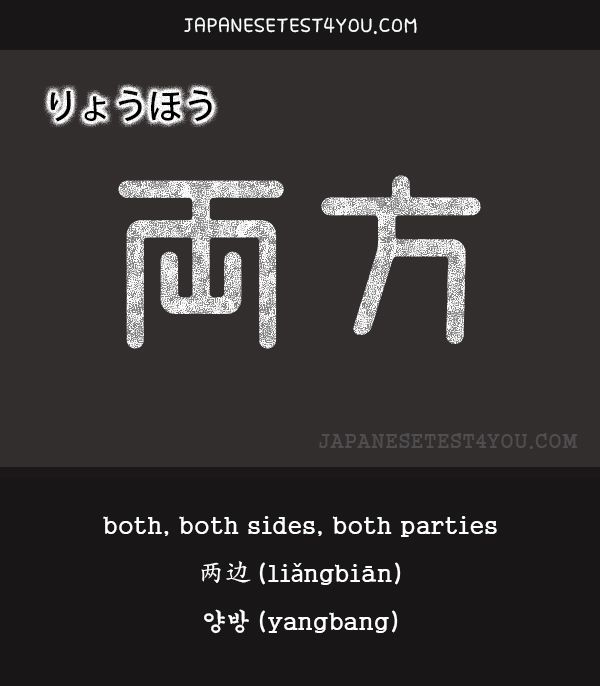 JAPANESETEST4YOU.COM
りょうほう
両方
JAPANESETEST4YOU.COM
both, both sides, both parties
两边 (liǎngbiān)
양방 (yangbang)